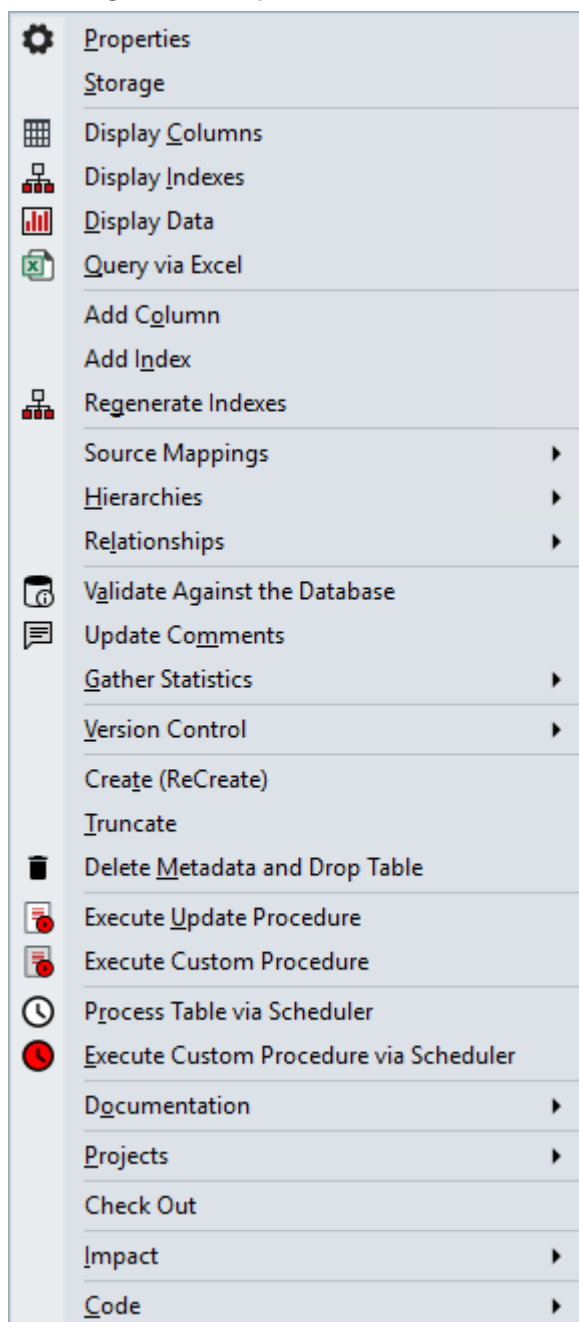 Properties
Storage
Display Columns
Display Indexes
Display Data
Query via Excel
Add Column
Add Index
Regenerate Indexes
Source Mappings
Hierarchies
Relationships
Validate Against the Database
Update Comments
Gather Statistics
Version Control
Create (ReCreate)
Truncate
Delete Metadata and Drop Table
Execute Update Procedure
Execute Custom Procedure
Process Table via Scheduler
Execute Custom Procedure via Scheduler
Documentation
Projects
Check Out
Impact
Code